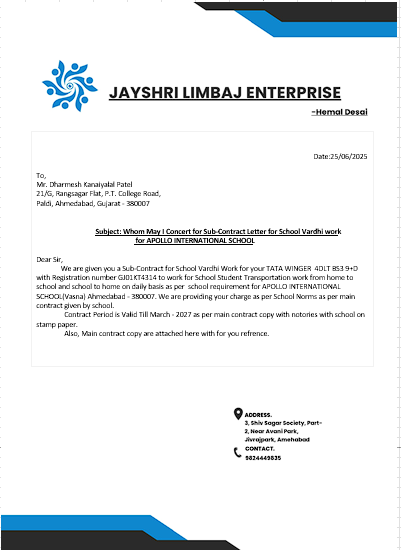 JAYSHRI LIMBAJ ENTERPRISE
-Hemal Desai
Date:25/06/2025
To,
Mr. Dharmesh Kanaiyalal Patel
21/G, Rangsagar Flat, P.T. College Road,
Paldi, Ahmedabad, Gujarat - 380007
Subject: Whom May I Concert for Sub-Contract Letter for School Vardhi work
for APOLLO INTERNATIONAL SCHOOL
Dear Sir,
We are given you a Sub-Contract for School Vardhi Work for your TATA WINGER 4DLT BS3 9+D
with Registration number GJ01KT4314 to work for School Student Transportation work from home to
school and school to home on daily basis as per school requirement for APOLLO INTERNATIONAL
SCHOOL(Vasna) Ahmedabad - 380007. We are providing your charge as per School Norms as per main
contract given by school.
Contract Period is Valid Till March - 2027 as per main contract copy with notories with school on
stamp paper.
Also, Main contract copy are attached here with for you refrence.
ADDRESS.
3, Shiv Sagar Society, Part-
2, Near Avani Park,
Jivrajpark, Amehabad
CONTACT.
9824449835